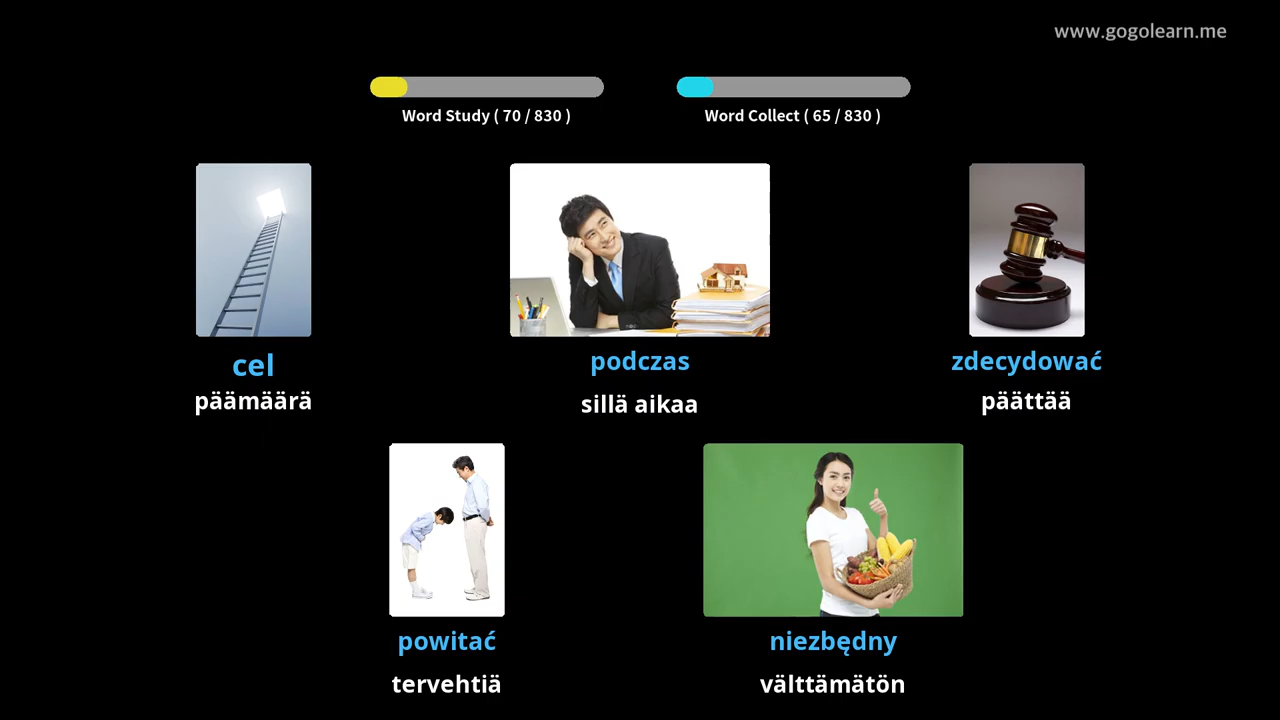 www.gogolearn.me
Word Study ( 70 / 830 )
Word Collect ( 65 / 830 )
cel
päämäärä
podczas
sillä aikaa
zdecydować
päättää
powitać
tervehtiä
niezbędny
välttämätön